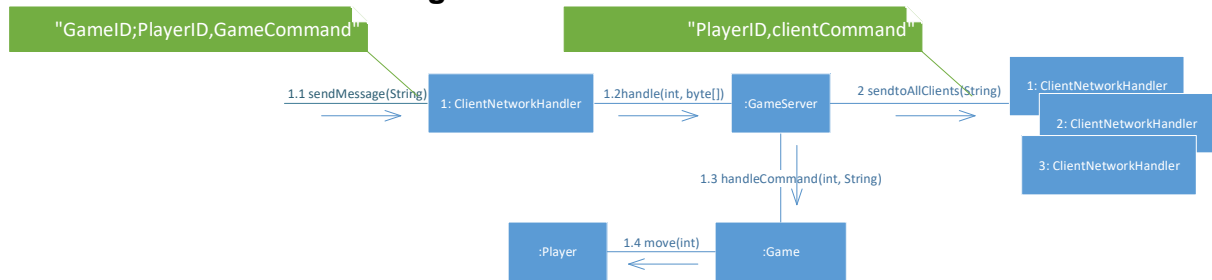 "GameID;PlayerID,GameCommand"
"PlayerID,clientCommand"
1.1 sendMessage(String)
1: ClientNetworkHandler
1.2handle(int, byte[])
:GameServer
2 sendtoAllClients(String)
1: ClientNetworkHandler
2: ClientNetworkHandler
3: ClientNetworkHandler
1.3 handleCommand(int, String)
:Player
1.4 move(int)
:Game